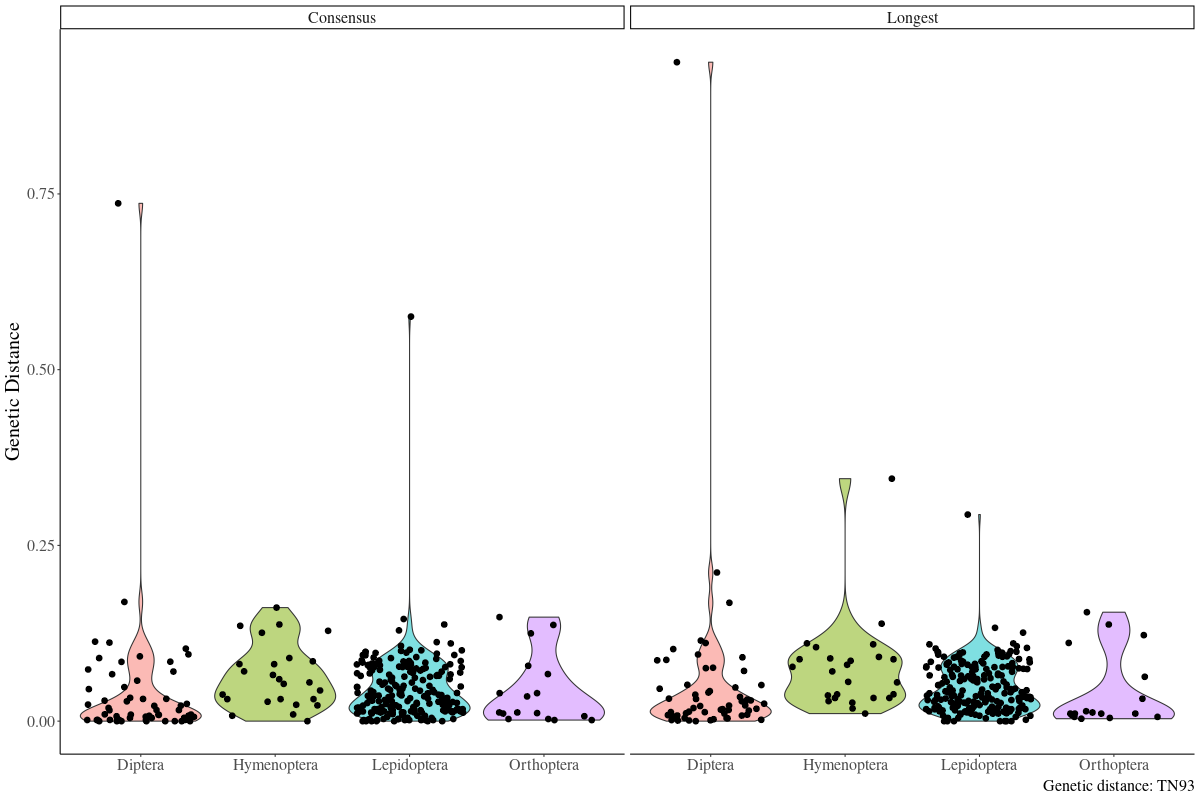 Consensus
Longest
Genetic Distance
0.75
0.50
0.25
0.00
Diptera
Hymenoptera
Lepidoptera
Orthoptera
Diptera
Hymenoptera
Lepidoptera
Orthoptera
Genetic distance: TN93